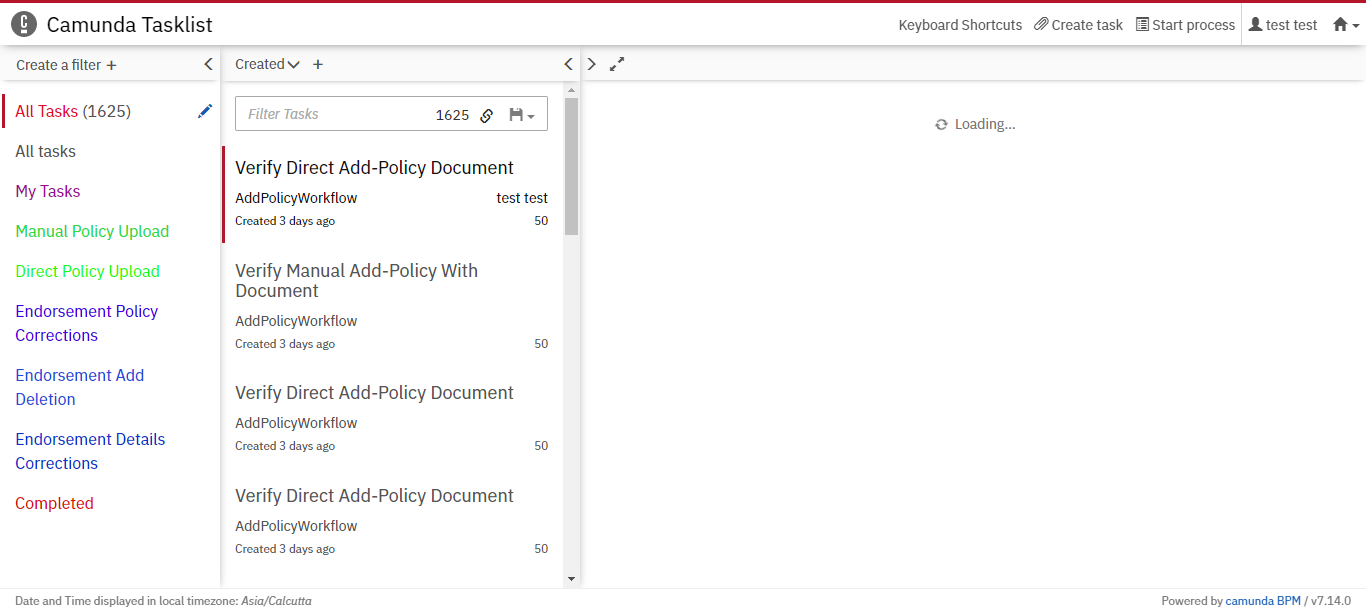 Camunda Tasklist
Keyboard Shortcuts Create task Start process test test
Create a filter +
All Tasks (1625)
All tasks
My Tasks
Manual Policy Upload
Direct Policy Upload
Endorsement Policy
Corrections
Endorsement Add
Deletion
Endorsement Details
Corrections
Completed
Created +
Filter Tasks 1625
Verify Direct Add-Policy Document
AddPolicyWorkflow test test
Created 3 days ago 50
Verify Manual Add-Policy With
Document
AddPolicyWorkflow
Created 3 days ago 50
Verify Direct Add-Policy Document
AddPolicyWorkflow
Created 3 days ago 50
Verify Direct Add-Policy Document
AddPolicyWorkflow
Created 3 days ago 50
Loading...
Date and Time displayed in local timezone: Asia/Calcutta
Powered by camunda BPM / v7.14.0